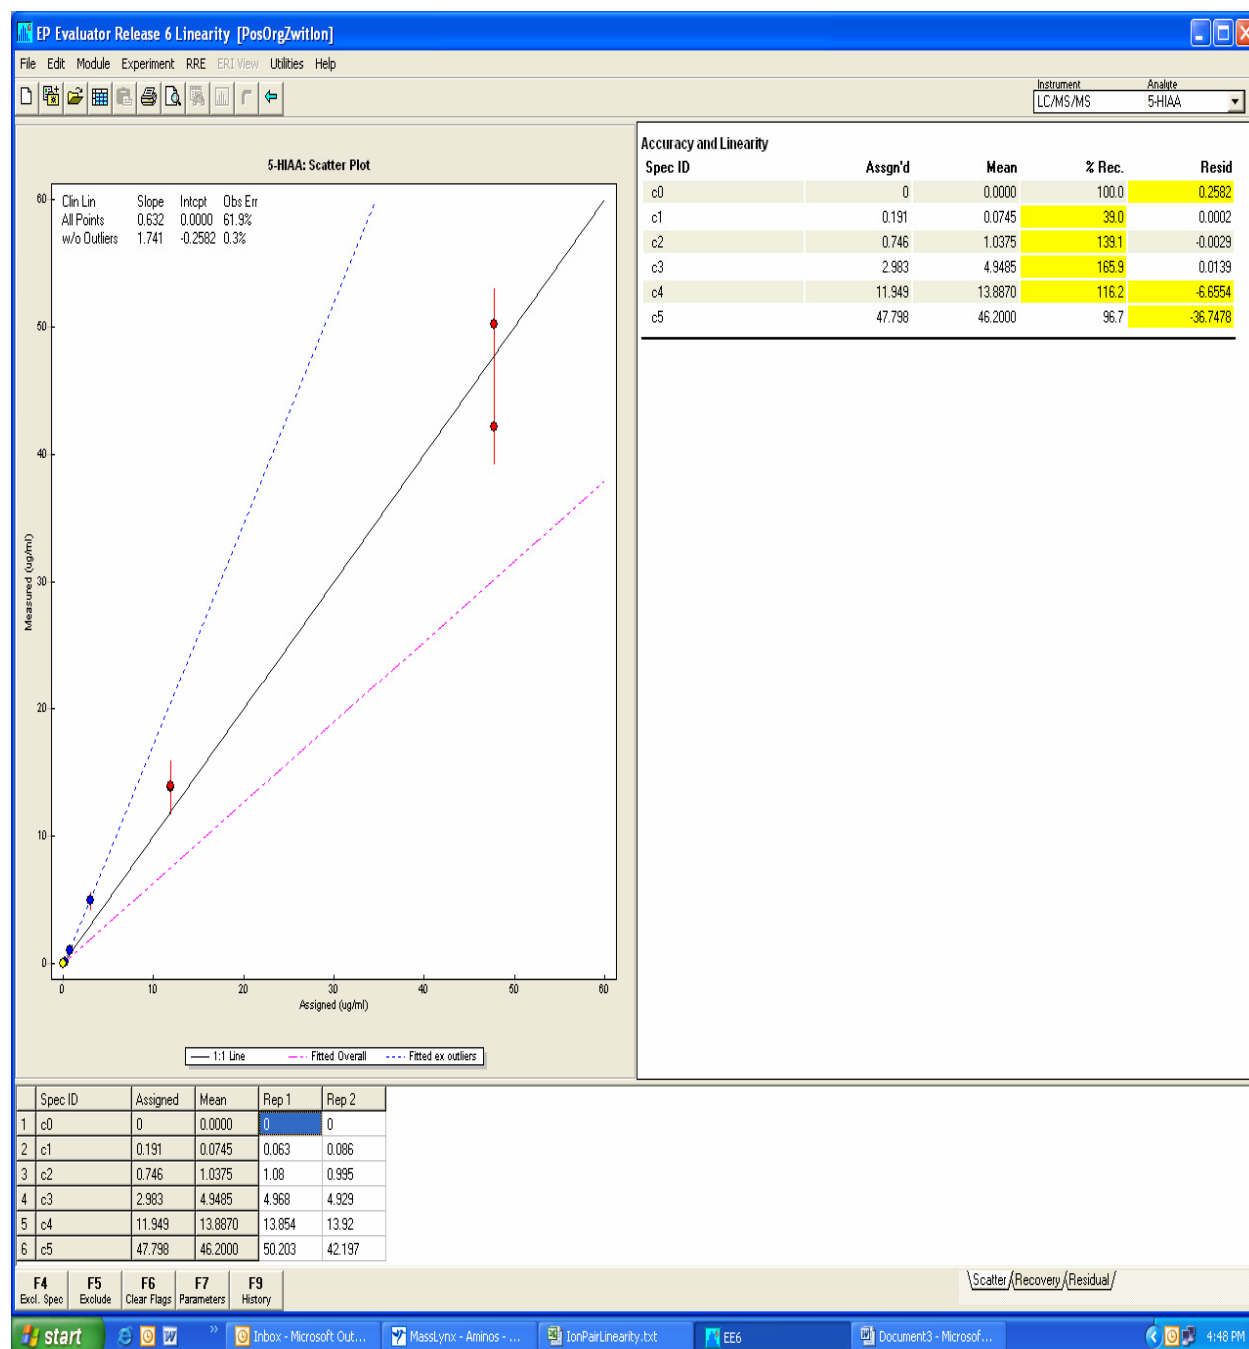 EP Evaluator Release 6 Linearity [PosOrgZwitIon]
File Edit Module Experiment RRE ERI View Utilities Help
Instrument Analyte
LC/MS/MS 5-HIAA
5-HIAA: Scatter Plot
Clin Lin Slope Intcpt Obs Err
All Points 0.632 0.0000 61.9%
w/o Outliers 1.741 -0.2582 0.3%
60
50
40
30
20
10
0
Measured (ug/ml)
0 10 20 30 40 50 60
Assigned (ug/ml)
1:1 Line Fitted Overall Fitted ex outliers
Accuracy and Linearity
Spec ID Assgn'd Mean % Rec. Resid
c0 0 0.0000 100.0 0.2582
c1 0.191 0.0745 39.0 0.0002
c2 0.746 1.0375 139.1 -0.0029
c3 2.983 4.9485 165.9 0.0139
c4 11.949 13.8870 116.2 -6.6554
c5 47.798 46.2000 96.7 -36.7478
Spec ID Assigned Mean Rep 1 Rep 2
1 c0 0 0.0000 0 0
2 c1 0.191 0.0745 0.063 0.086
3 c2 0.746 1.0375 1.08 0.995
4 c3 2.983 4.9485 4.968 4.929
5 c4 11.949 13.8870 13.854 13.92
6 c5 47.798 46.2000 50.203 42.197
F4 F5 F6 F7 F9
Excl. Spec Exclude Clear Flags Parameters History
Scatter Recovery Residual
start Inbox - Microsoft Out... MassLynx - Aminos - ... IonPairLinearity.txt EE6 Document3 - Microsof... 4:48 PM